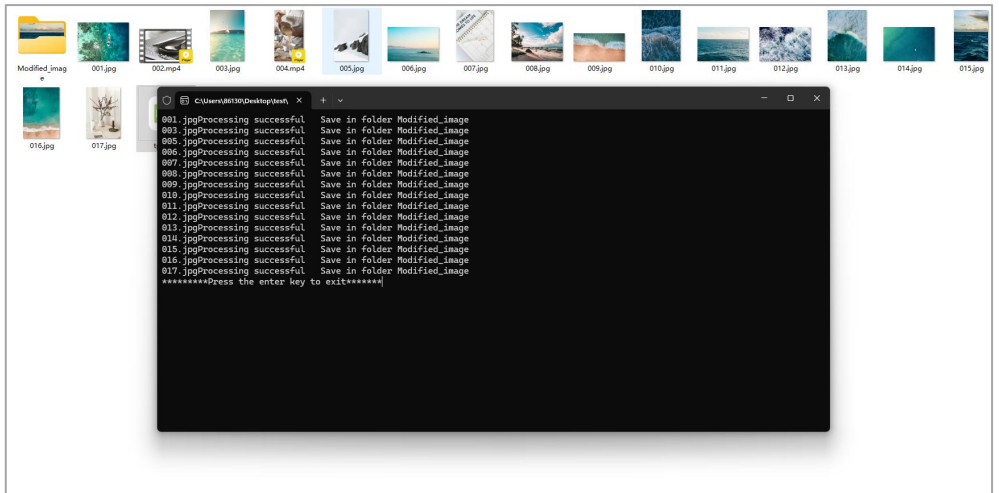 Modified_imag
e
001.jpg
002.mp4
003.jpg
004.mp4
005.jpg
006.jpg
007.jpg
008.jpg
009.jpg
010.jpg
011.jpg
012.jpg
013.jpg
014.jpg
015.jpg
016.jpg
017.jpg
C:\Users\86130\Desktop\test\
001.jpgProcessing successful   Save in folder Modified_image
003.jpgProcessing successful   Save in folder Modified_image
005.jpgProcessing successful   Save in folder Modified_image
006.jpgProcessing successful   Save in folder Modified_image
007.jpgProcessing successful   Save in folder Modified_image
008.jpgProcessing successful   Save in folder Modified_image
009.jpgProcessing successful   Save in folder Modified_image
010.jpgProcessing successful   Save in folder Modified_image
011.jpgProcessing successful   Save in folder Modified_image
012.jpgProcessing successful   Save in folder Modified_image
013.jpgProcessing successful   Save in folder Modified_image
014.jpgProcessing successful   Save in folder Modified_image
015.jpgProcessing successful   Save in folder Modified_image
016.jpgProcessing successful   Save in folder Modified_image
017.jpgProcessing successful   Save in folder Modified_image
*********Press the enter key to exit*******